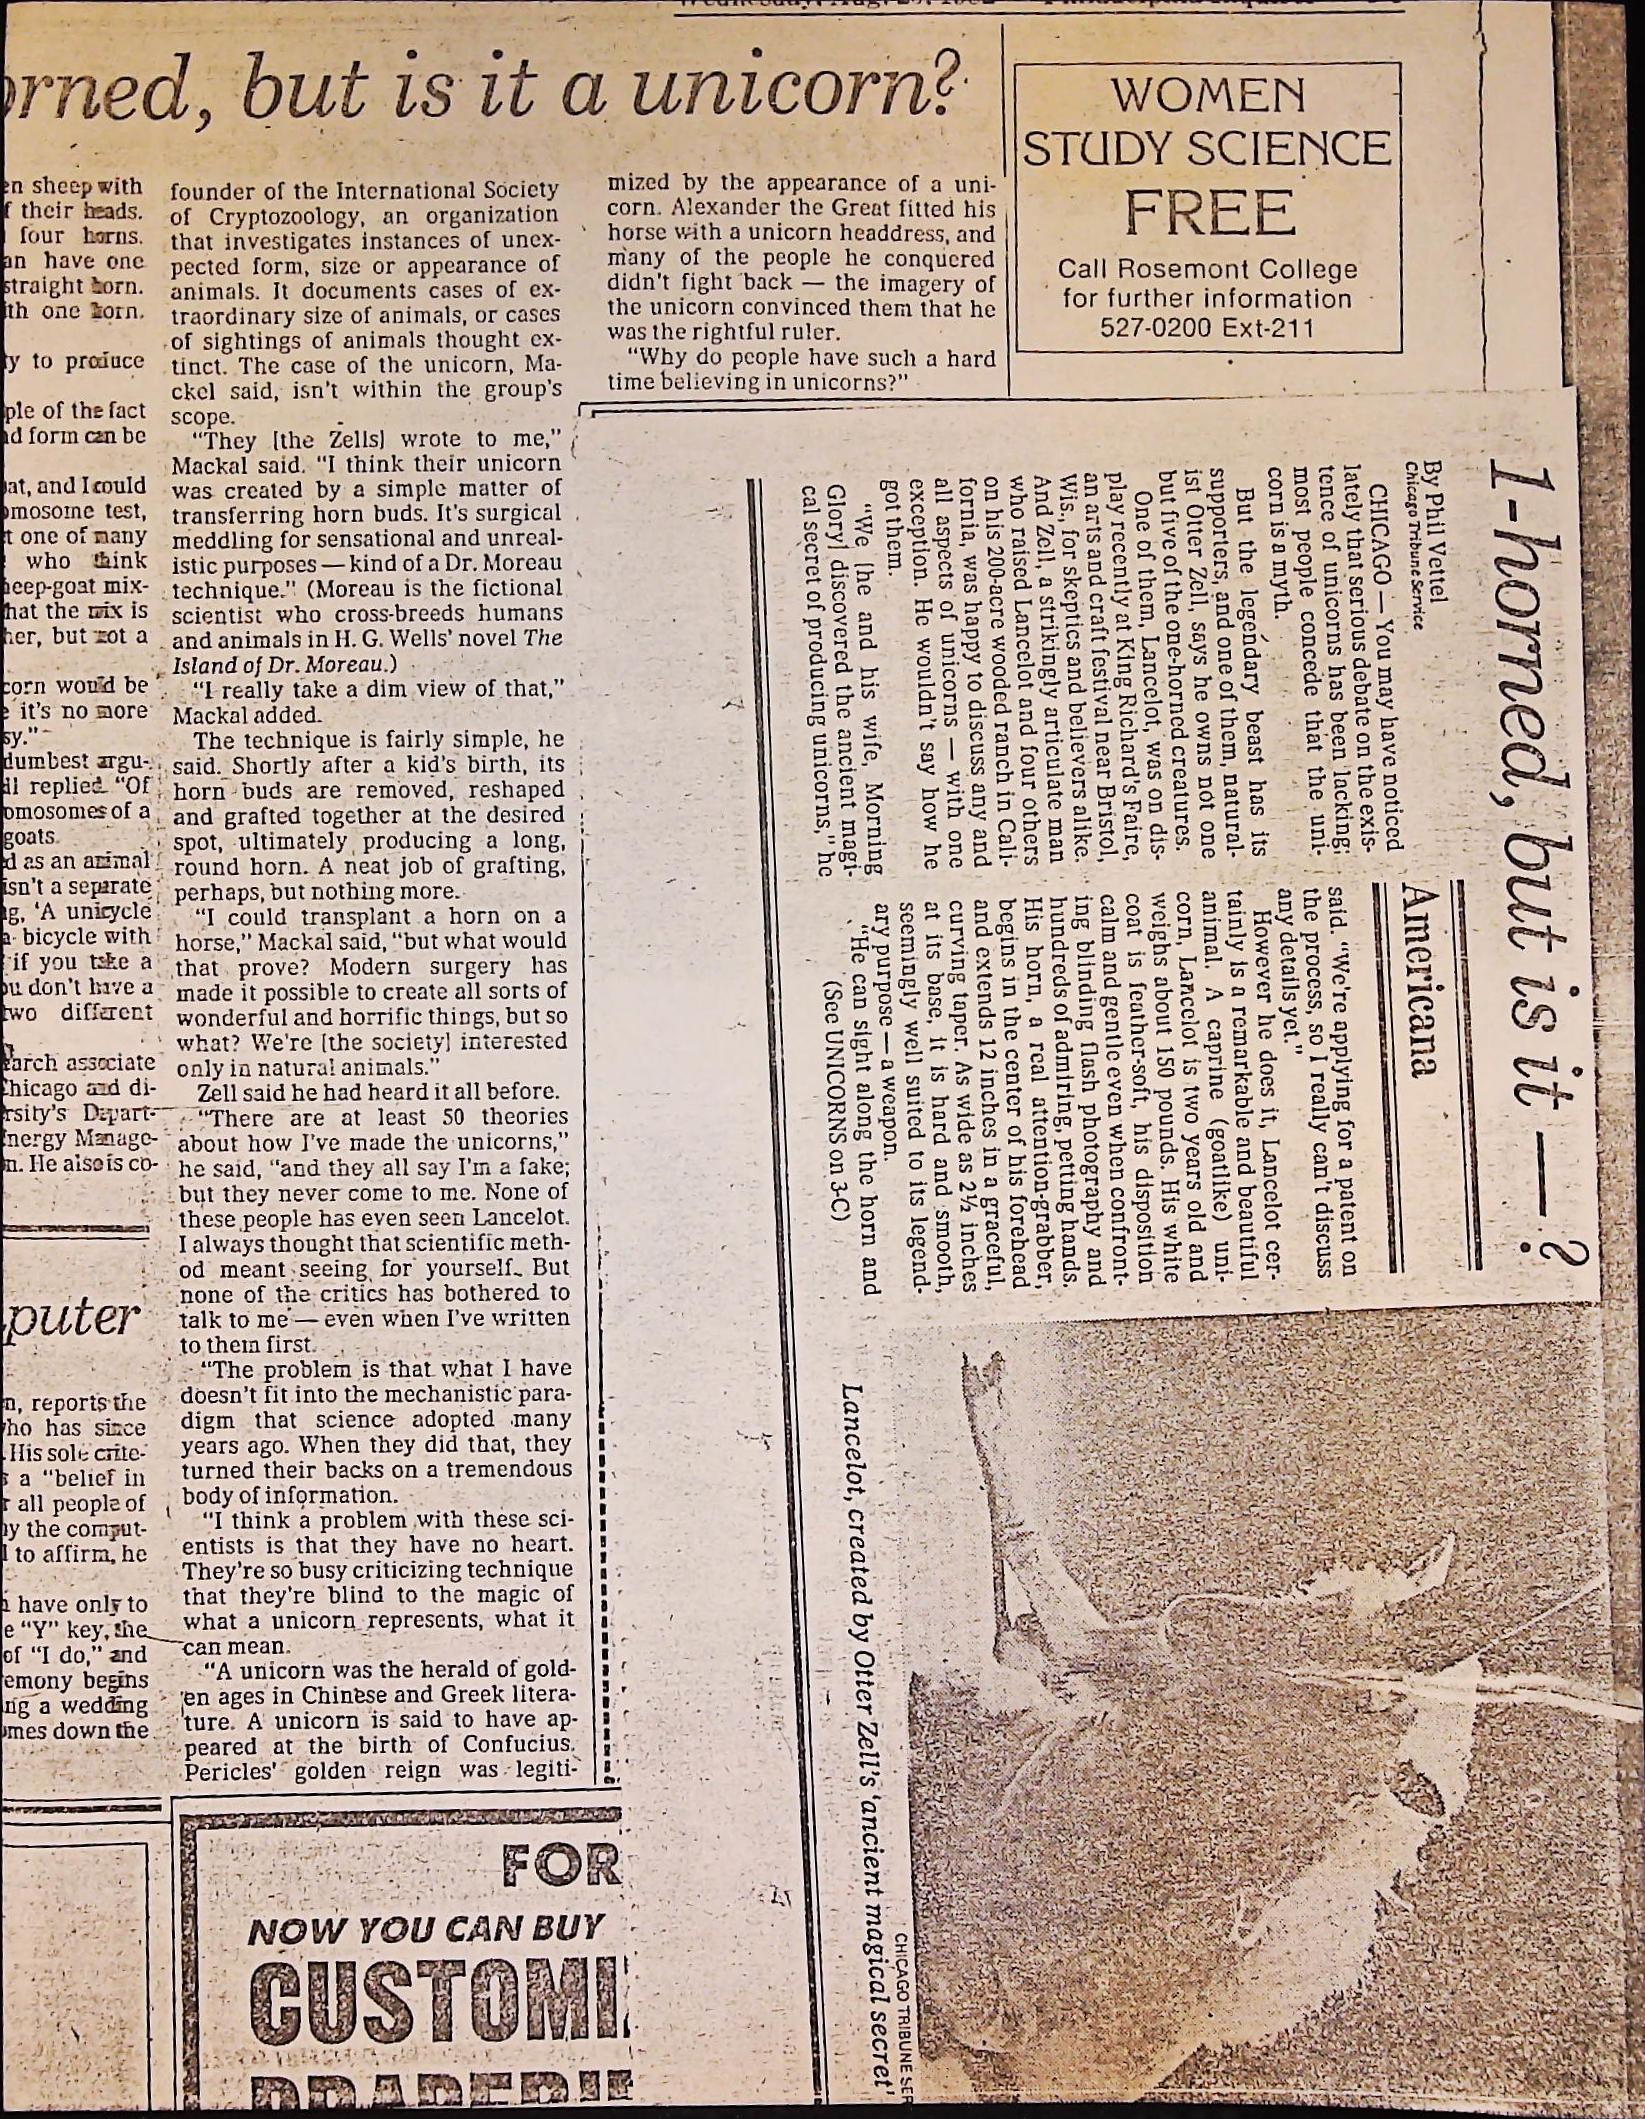 orned, but is it a unicorn?
en sheep with
f their heads.
four horns.
an have one
straight horn.
ith one horn.
ty to produce
ple of the fact
nd form can be
oat, and I could
omosome test,
t one of many
who think
heep-goat mix-
hat the mix is
her, but not a
corn would be
e it's no more
sy."
dumbest argu-
ll replied. "Of
omosomes of a
goats.
d as an animal
isn't a separate
ng, 'A unicycle
a bicycle with
if you take a
ou don't have a
two different
earch associate
Chicago and di-
rsity's Depart-
Energy Manage-
n. He also is co-
founder of the International Society
of Cryptozoology, an organization
that investigates instances of unex-
pected form, size or appearance of
animals. It documents cases of ex-
traordinary size of animals, or cases
of sightings of animals thought ex-
tinct. The case of the unicorn, Ma-
ckel said, isn't within the group's
scope.
"They [the Zells] wrote to me,"
Mackal said. "I think their unicorn
was created by a simple matter of
transferring horn buds. It's surgical
meddling for sensational and unreal-
istic purposes — kind of a Dr. Moreau
technique." (Moreau is the fictional
scientist who cross-breeds humans
and animals in H. G. Wells' novel The
Island of Dr. Moreau.)
"I really take a dim view of that,"
Mackal added.
The technique is fairly simple, he
said. Shortly after a kid's birth, its
horn buds are removed, reshaped
and grafted together at the desired
spot, ultimately producing a long,
round horn. A neat job of grafting,
perhaps, but nothing more.
"I could transplant a horn on a
horse," Mackal said, "but what would
that prove? Modern surgery has
made it possible to create all sorts of
wonderful and horrific things, but so
what? We're [the society] interested
only in natural animals."
Zell said he had heard it all before.
"There are at least 50 theories
about how I've made the unicorns,"
he said, "and they all say I'm a fake;
but they never come to me. None of
these people has even seen Lancelot.
I always thought that scientific meth-
od meant seeing for yourself. But
none of the critics has bothered to
talk to me — even when I've written
to them first.
"The problem is that what I have
doesn't fit into the mechanistic para-
digm that science adopted many
years ago. When they did that, they
turned their backs on a tremendous
body of information.
"I think a problem with these sci-
entists is that they have no heart.
They're so busy criticizing technique
that they're blind to the magic of
what a unicorn represents, what it
can mean.
"A unicorn was the herald of gold-
en ages in Chinese and Greek litera-
ture. A unicorn is said to have ap-
peared at the birth of Confucius.
Pericles' golden reign was legiti-
mized by the appearance of a uni-
corn. Alexander the Great fitted his
horse with a unicorn headdress, and
many of the people he conquered
didn't fight back — the imagery of
the unicorn convinced them that he
was the rightful ruler.
"Why do people have such a hard
time believing in unicorns?"
WOMEN
STUDY SCIENCE
FREE
Call Rosemont College
for further information
527-0200 Ext-211
1-horned, but is it — ?
By Phil Vettel
Chicago Tribune Service
CHICAGO — You may have noticed
lately that serious debate on the exis-
tence of unicorns has been lacking;
most people concede that the uni-
corn is a myth.
But the legendary beast has its
supporters, and one of them, natural-
ist Otter Zell, says he owns not one
but five of the one-horned creatures.
One of them, Lancelot, was on dis-
play recently at King Richard's Faire,
an arts and craft festival near Bristol,
Wis., for skeptics and believers alike.
And Zell, a strikingly articulate man
who raised Lancelot and four others
on his 200-acre wooded ranch in Cali-
fornia, was happy to discuss any and
all aspects of unicorns — with one
exception. He wouldn't say how he
got them.
"We [he and his wife, Morning
Glory] discovered the ancient magi-
cal secret of producing unicorns," he
Americana
said. "We're applying for a patent on
the process, so I really can't discuss
any details yet."
However he does it, Lancelot cer-
tainly is a remarkable and beautiful
animal. A caprine (goatlike) uni-
corn, Lancelot is two years old and
weighs about 150 pounds. His white
coat is feather-soft, his disposition
calm and gentle even when confront-
ing blinding flash photography and
hundreds of admiring, petting hands.
His horn, a real attention-grabber,
begins in the center of his forehead
and extends 12 inches in a graceful,
curving taper. As wide as 2½ inches
at its base, it is hard and smooth,
seemingly well suited to its legend-
ary purpose — a weapon.
"He can sight along the horn and
(See UNICORNS on 3-C)
CHICAGO TRIBUNE SER
Lancelot, created by Otter Zell's 'ancient magical secret'
puter
n, reports the
who has since
His sole crite-
s a "belief in
r all people of
by the comput-
l to affirm, he
have only to
e "Y" key, the
of "I do," and
emony begins
ng a wedding
omes down the
FOR
NOW YOU CAN BUY
CUSTOM